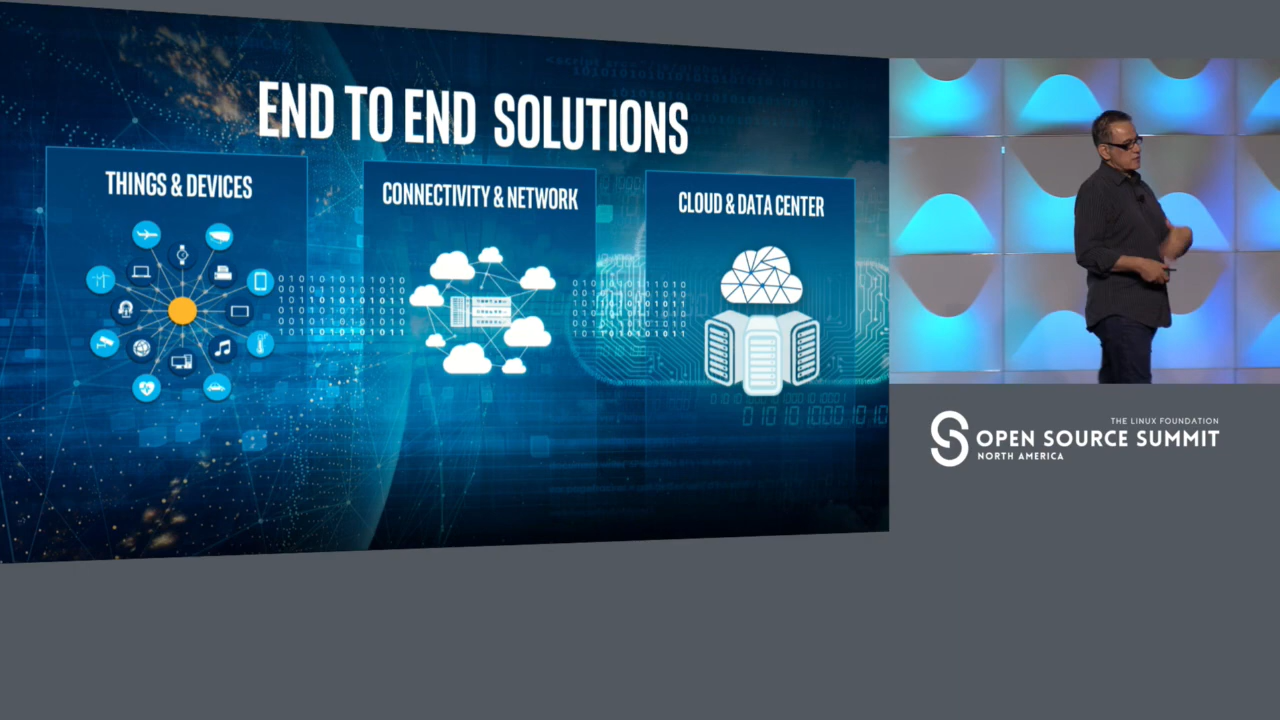 END TO END SOLUTIONS
THINGS & DEVICES
CONNECTIVITY & NETWORK
CLOUD & DATA CENTER
THE LINUX FOUNDATION
OPEN SOURCE SUMMIT
NORTH AMERICA